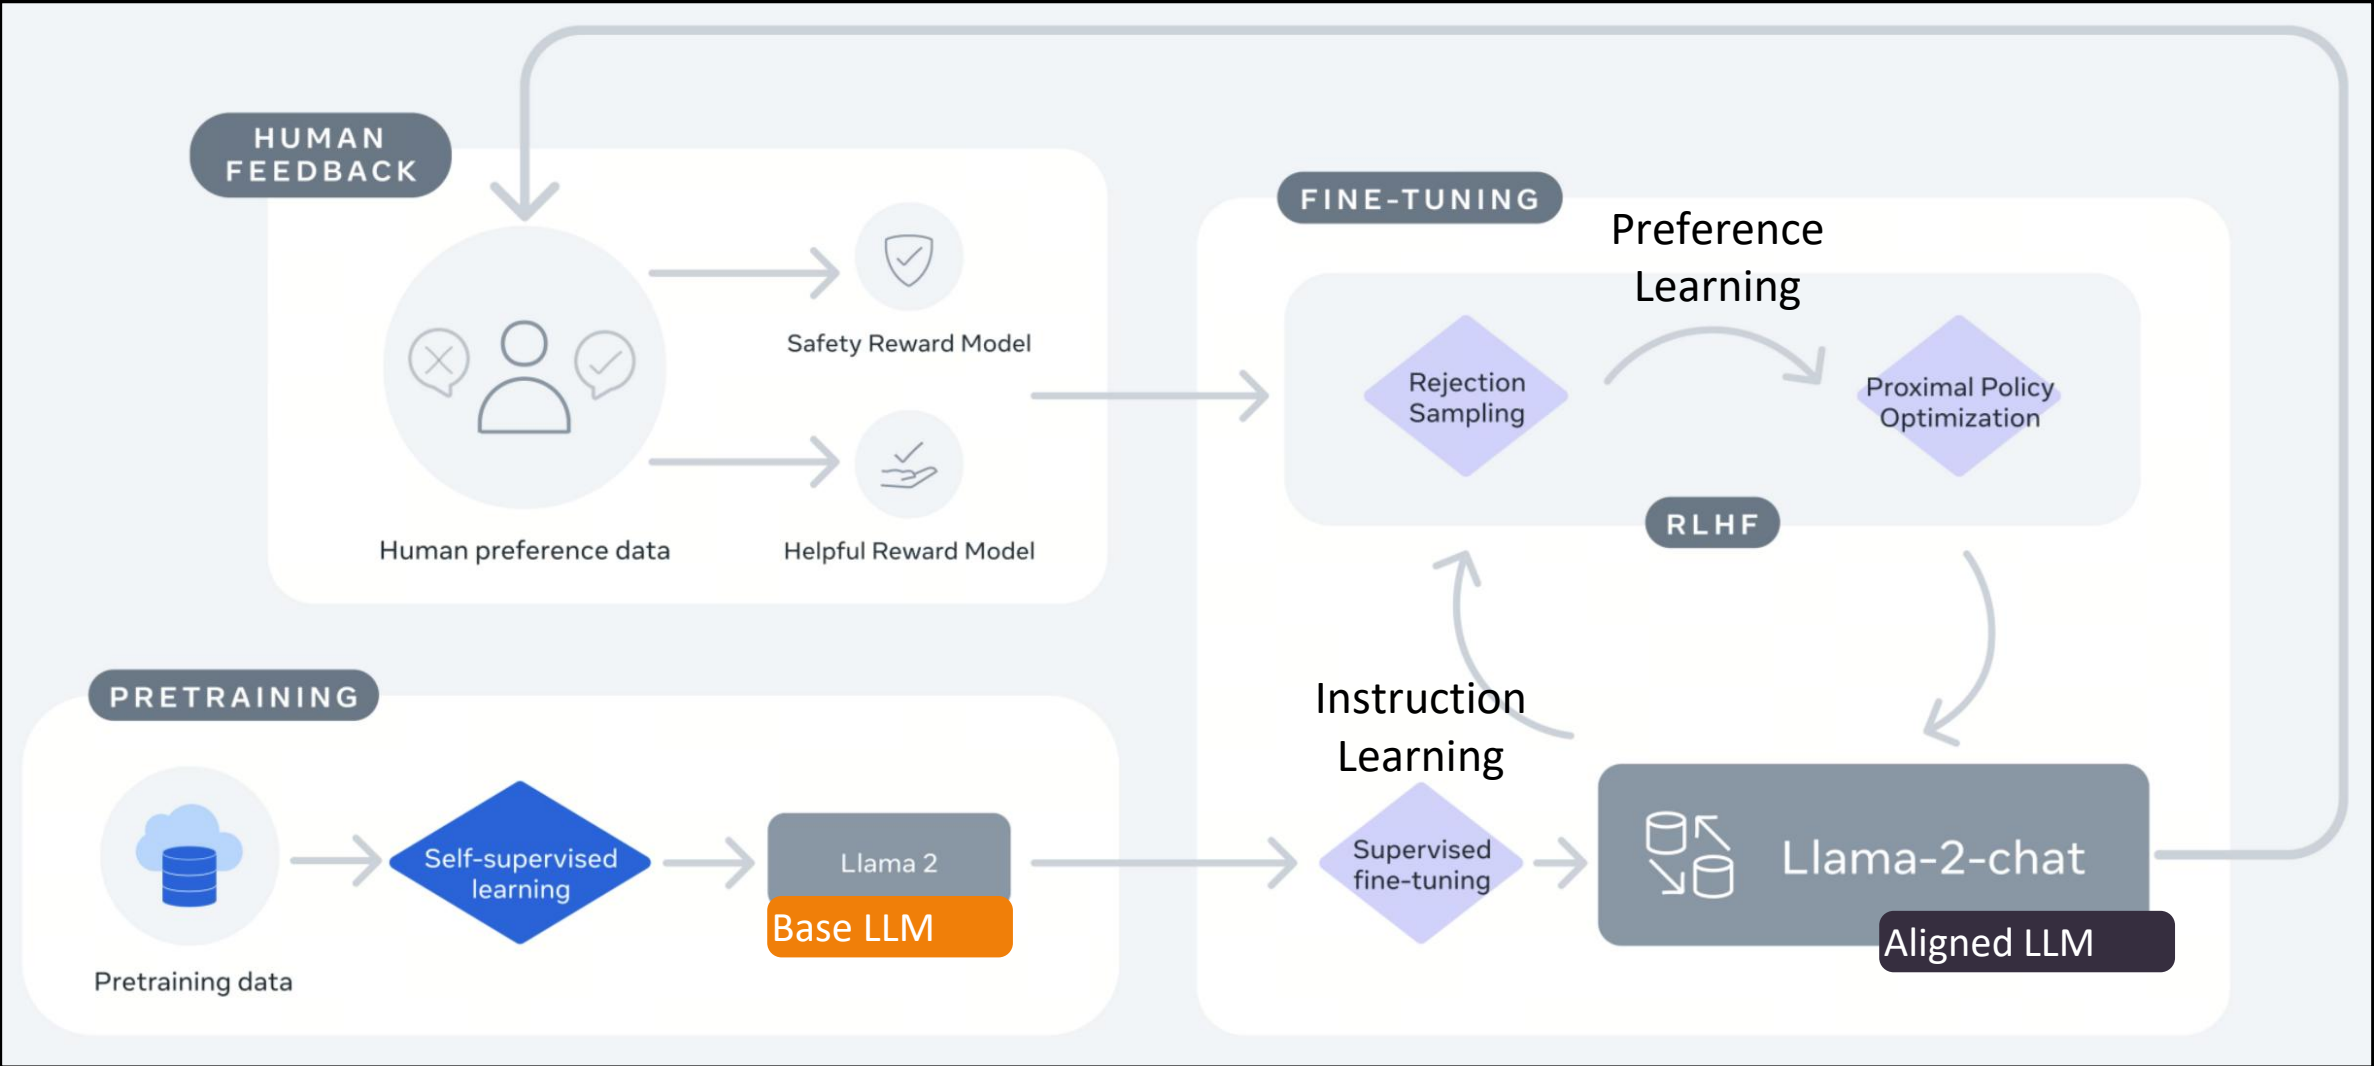 HUMAN
FEEDBACK
Safety Reward Model
Human preference data
Helpful Reward Model
FINE-TUNING
Preference
Learning
Rejection
Sampling
Proximal Policy
Optimization
RLHF
PRETRAINING
Pretraining data
Self-supervised
learning
Llama 2
Base LLM
Instruction
Learning
Supervised
fine-tuning
Llama-2-chat
Aligned LLM